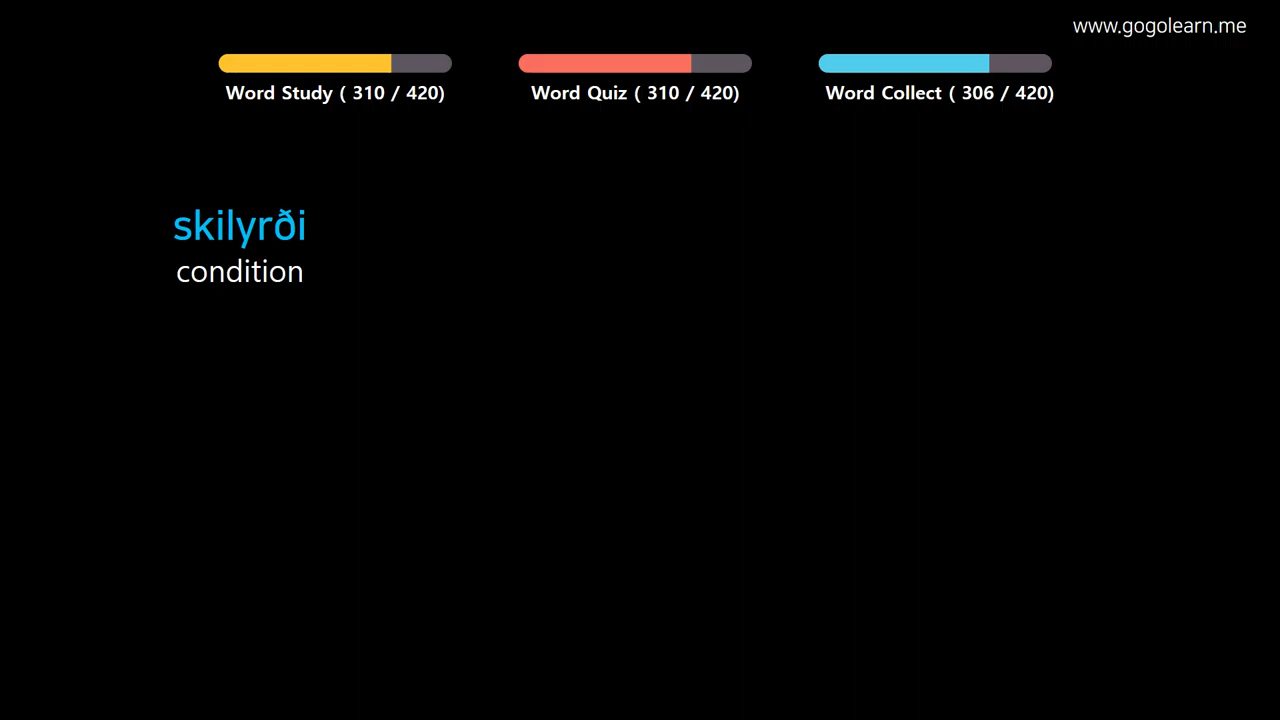 www.gogolearn.me
Word Study ( 310 / 420)
Word Quiz ( 310 / 420)
Word Collect ( 306 / 420)
skilyrði
condition